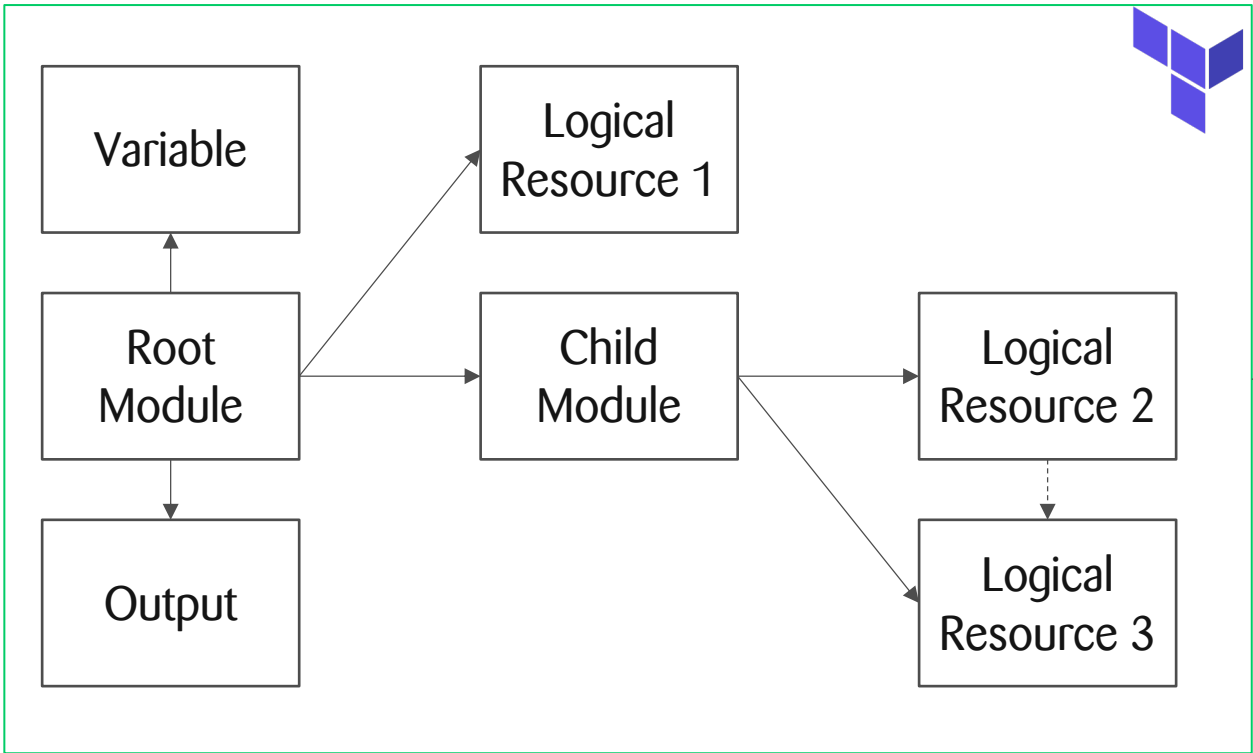 Variable
Logical
Resource 1
Root
Module
Child
Module
Logical
Resource 2
Output
Logical
Resource 3